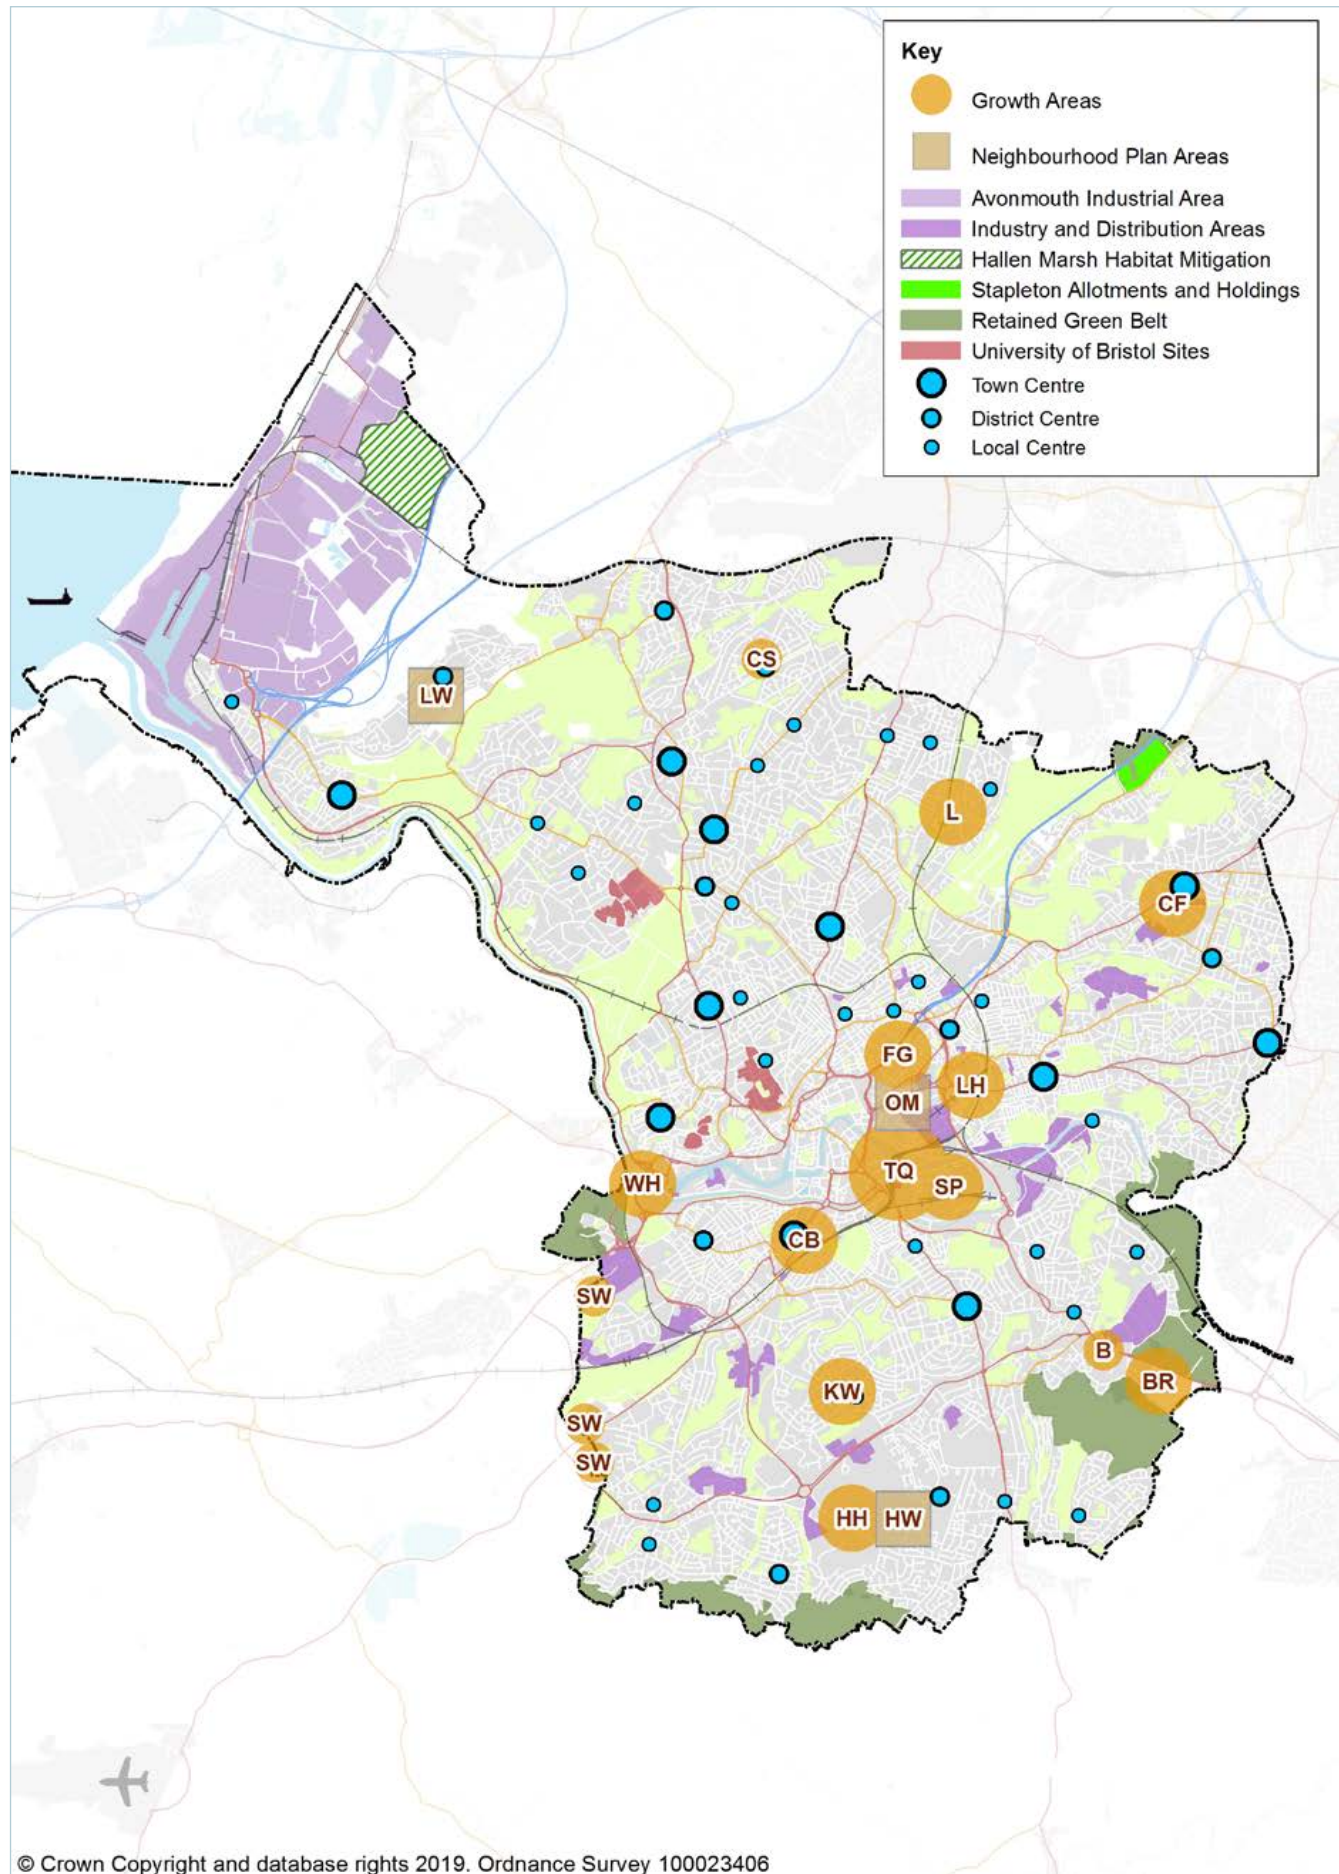 Key
Growth Areas
Neighbourhood Plan Areas
Avonmouth Industrial Area
Industry and Distribution Areas
Hallen Marsh Habitat Mitigation
Stapleton Allotments and Holdings
Retained Green Belt
University of Bristol Sites
Town Centre
District Centre
Local Centre
CS
LW
L
CF
FG
LH
OM
TQ
SP
WH
CB
SW
B
BR
KW
SW
SW
HH
HW
© Crown Copyright and database rights 2019. Ordnance Survey 100023406